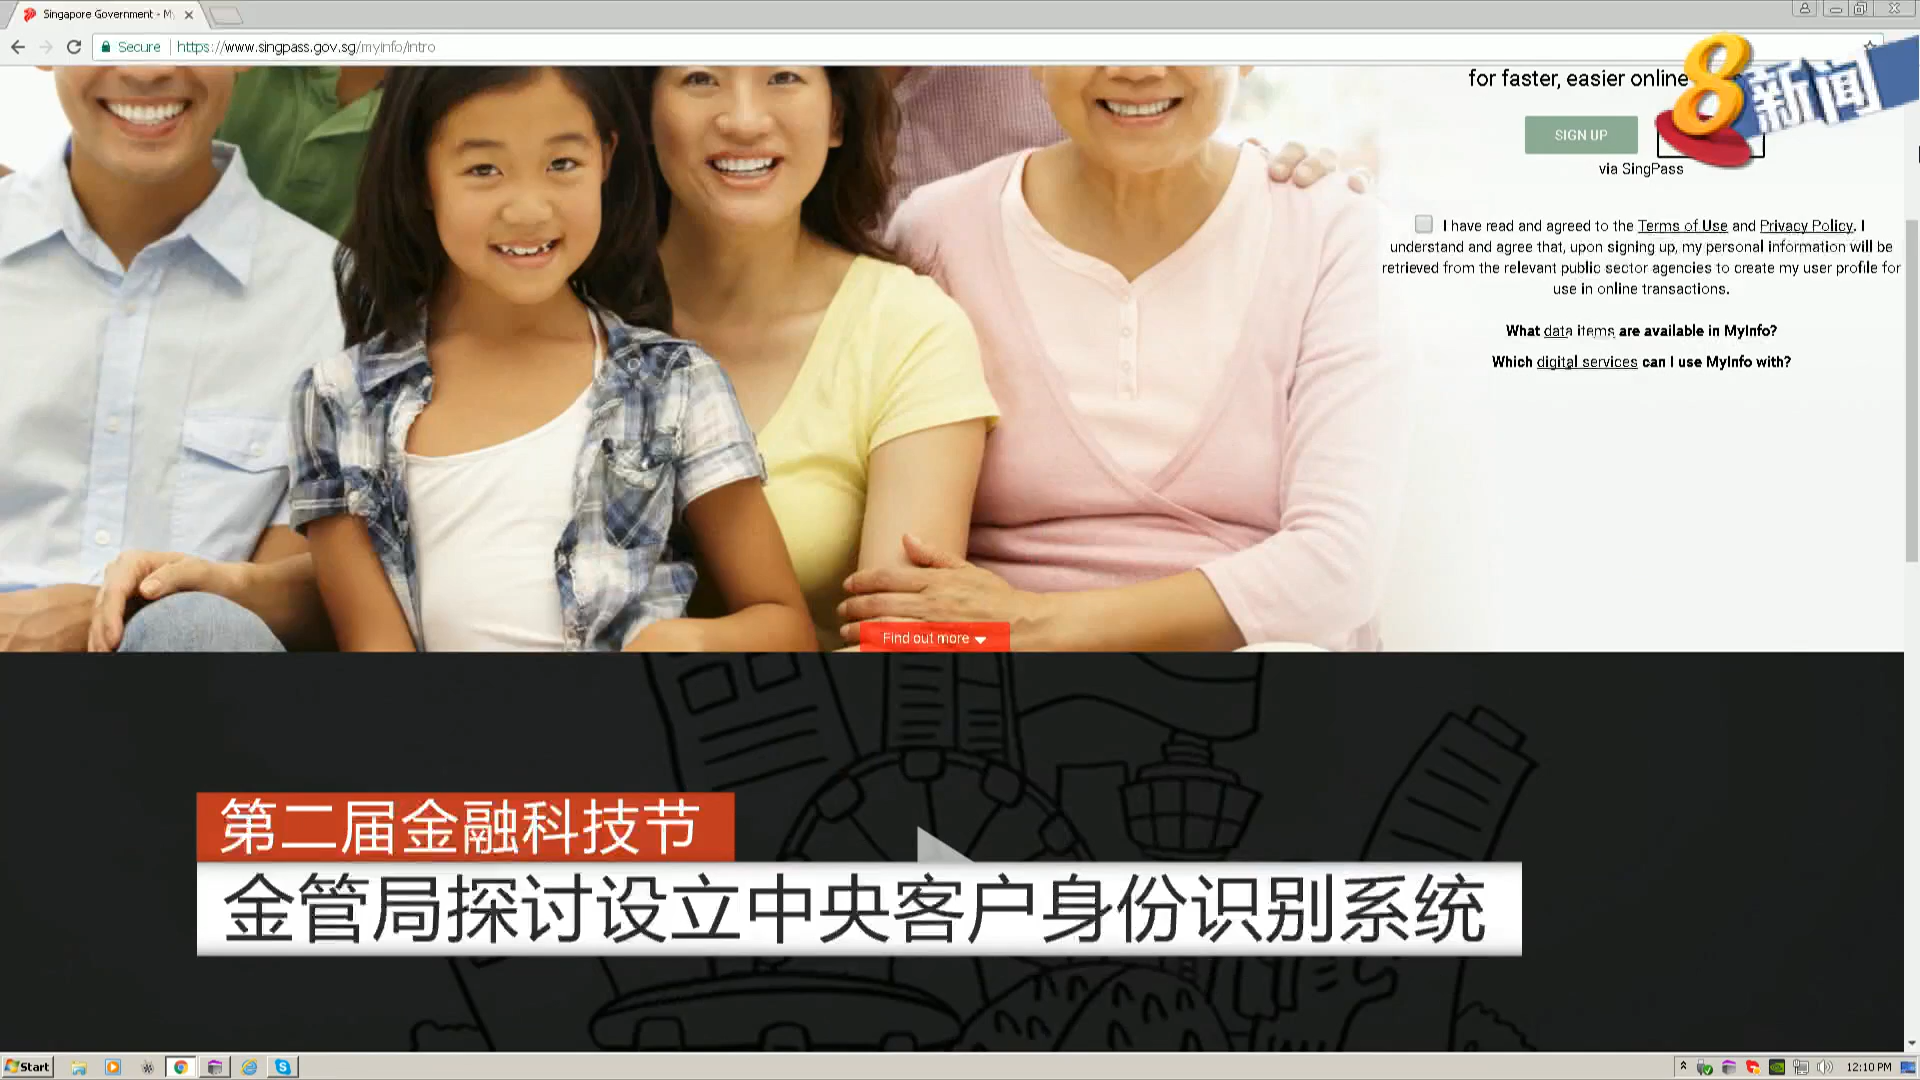 Singapore Government - M
Secure
https://www.singpass.gov.sg/myinfo/intro
8新闻
for faster, easier online
SIGN UP
via SingPass
I have read and agreed to the Terms of Use and Privacy Policy. I
understand and agree that, upon signing up, my personal information will be
retrieved from the relevant public sector agencies to create my user profile for
use in online transactions.
What data items are available in MyInfo?
Which digital services can I use MyInfo with?
Find out more
第二届金融科技节
金管局探讨设立中央客户身份识别系统
Start
12:10 PM